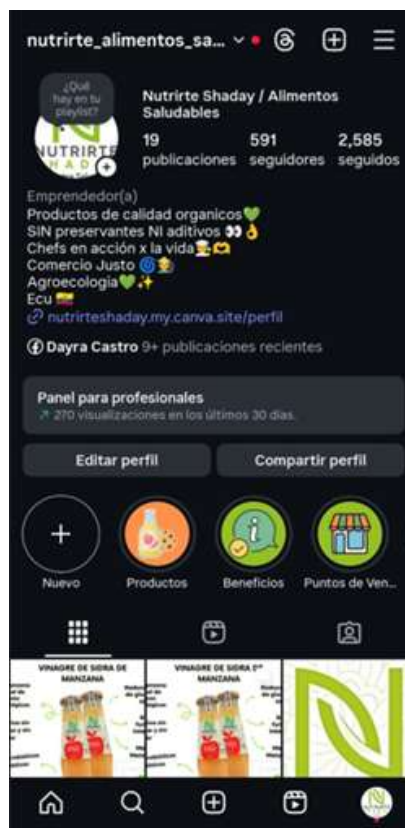 nutrirte_alimentos_sa...
¿Qué
hay en tu
playlist?
NUTRIRTE
Nutrirte Shaday / Alimentos
Saludables
19 591 2,585
publicaciones seguidores seguidos
Emprendedor(a)
Productos de calidad organicos💚
SIN preservantes NI aditivos 👀👌
Chefs en acción x la vida👩‍🍳🫶
Comercio Justo 🌀👩‍🌾
Agroecología💚✨
Ecu 🇪🇨
nutrirteshaday.my.canva.site/perfil
Dayra Castro 9+ publicaciones recientes
Panel para profesionales
270 visualizaciones en los últimos 30 días.
Editar perfil Compartir perfil
Nuevo Productos Beneficios Puntos de Ven...
VINAGRE DE SIDRA DE
MANZANA
VINAGRE DE SIDRA
MANZANA